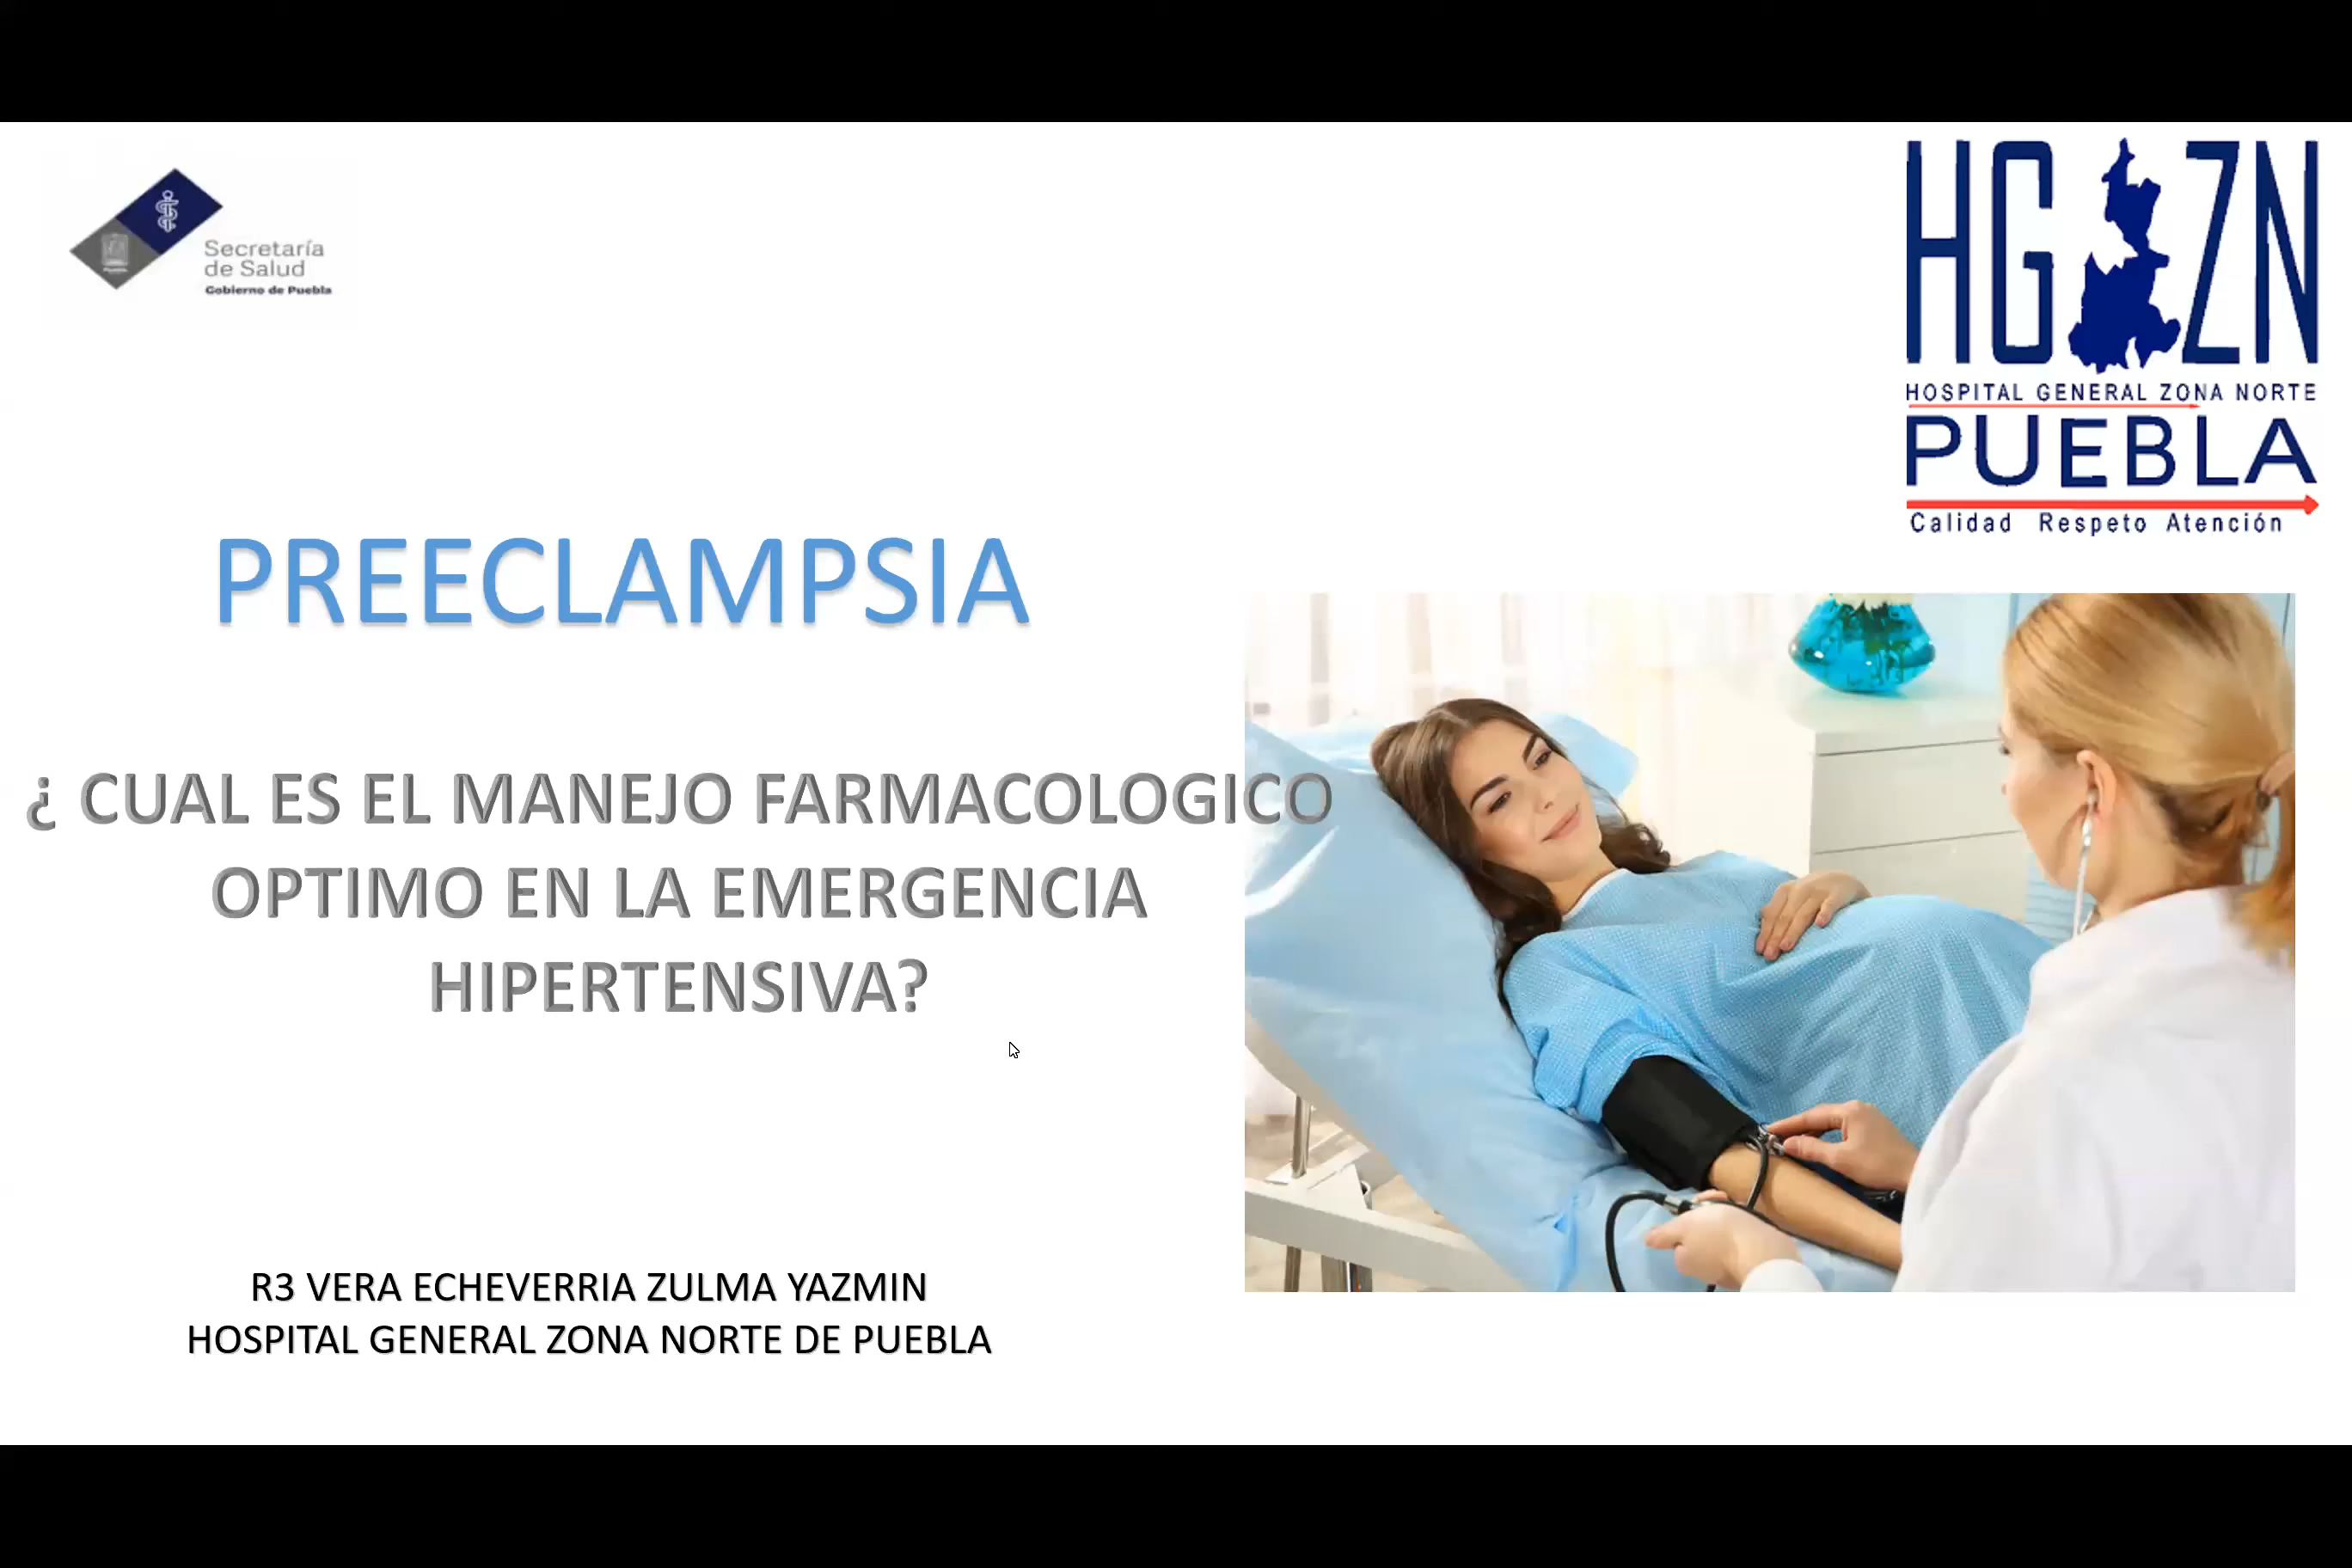 Secretaría
de Salud
Gobierno de Puebla
HG ZN
HOSPITAL GENERAL ZONA NORTE
PUEBLA
Calidad Respeto Atención
PREECLAMPSIA
¿ CUAL ES EL MANEJO FARMACOLOGICO
OPTIMO EN LA EMERGENCIA
HIPERTENSIVA?
R3 VERA ECHEVERRIA ZULMA YAZMIN
HOSPITAL GENERAL ZONA NORTE DE PUEBLA